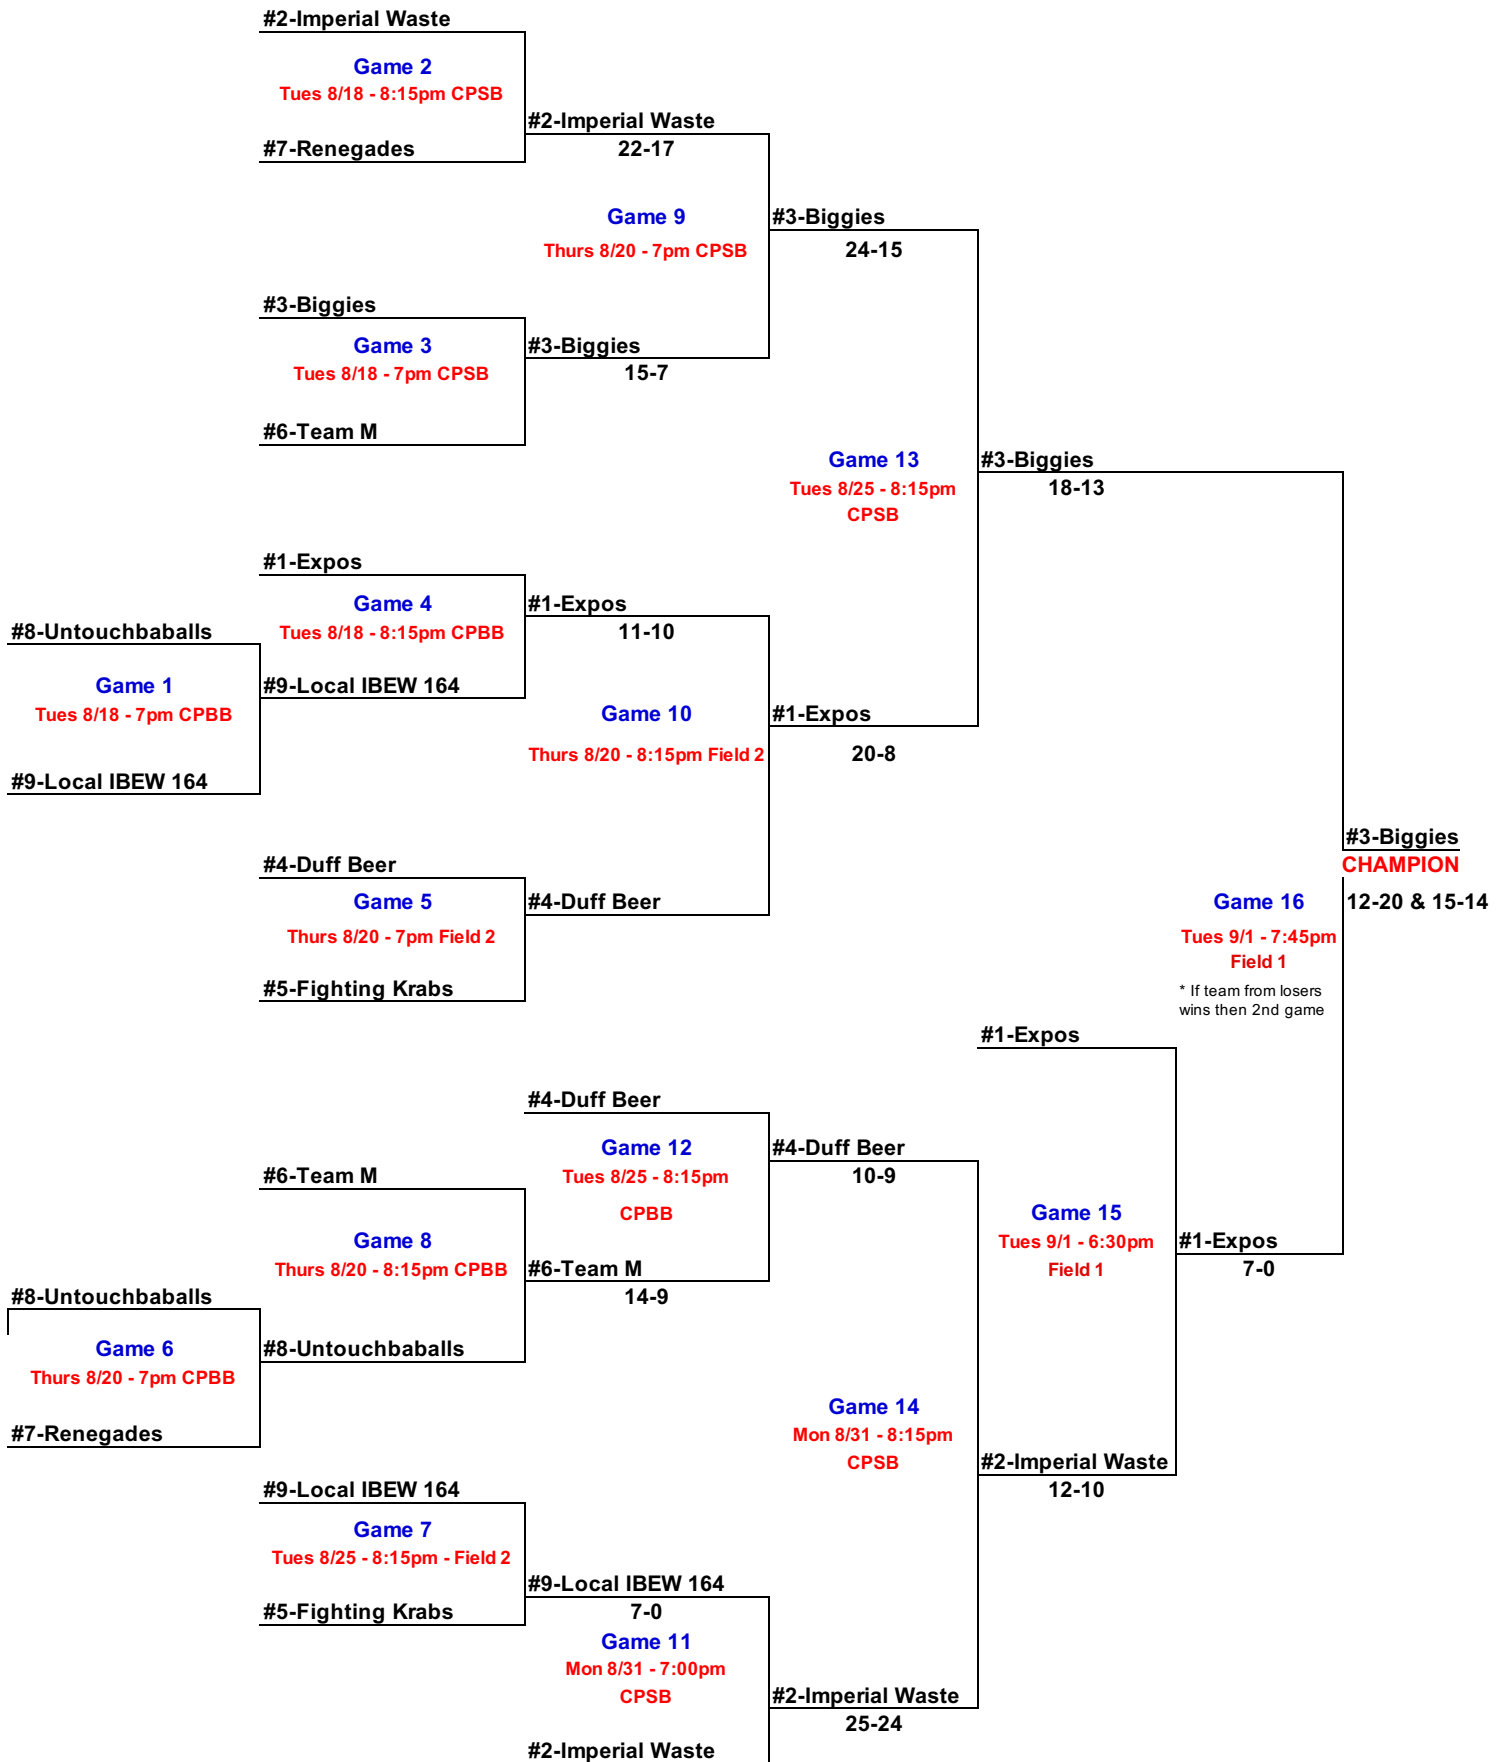 #2-Imperial Waste
Game 2
Tues 8/18 - 8:15pm CPSB
#2-Imperial Waste
#7-Renegades
22-17
Game 9
#3-Biggies
Thurs 8/20 - 7pm CPSB
24-15
#3-Biggies
Game 3
#3-Biggies
Tues 8/18 - 7pm CPSB
15-7
#6-Team M
Game 13
#3-Biggies
Tues 8/25 - 8:15pm
18-13
CPSB
#1-Expos
Game 4
#1-Expos
#8-Untouchbaballs
Tues 8/18 - 8:15pm CPBB
11-10
Game 1
#9-Local IBEW 164
Tues 8/18 - 7pm CPBB
Game 10
#1-Expos
Thurs 8/20 - 8:15pm Field 2
20-8
#9-Local IBEW 164
#3-Biggies
#4-Duff Beer
CHAMPION
Game 5
#4-Duff Beer
Game 16
12-20 & 15-14
Thurs 8/20 - 7pm Field 2
Tues 9/1 - 7:45pm
Field 1
#5-Fighting Krabs
* If team from losers
wins then 2nd game
#1-Expos
#4-Duff Beer
Game 12
#4-Duff Beer
#6-Team M
Tues 8/25 - 8:15pm
10-9
CPBB
Game 15
Game 8
Tues 9/1 - 6:30pm
#1-Expos
Thurs 8/20 - 8:15pm CPBB
#6-Team M
Field 1
7-0
#8-Untouchbaballs
14-9
Game 6
#8-Untouchbaballs
Thurs 8/20 - 7pm CPBB
Game 14
#7-Renegades
Mon 8/31 - 8:15pm
CPSB
#2-Imperial Waste
#9-Local IBEW 164
12-10
Game 7
Tues 8/25 - 8:15pm - Field 2
#9-Local IBEW 164
#5-Fighting Krabs
7-0
Game 11
Mon 8/31 - 7:00pm
CPSB
#2-Imperial Waste
25-24
#2-Imperial Waste